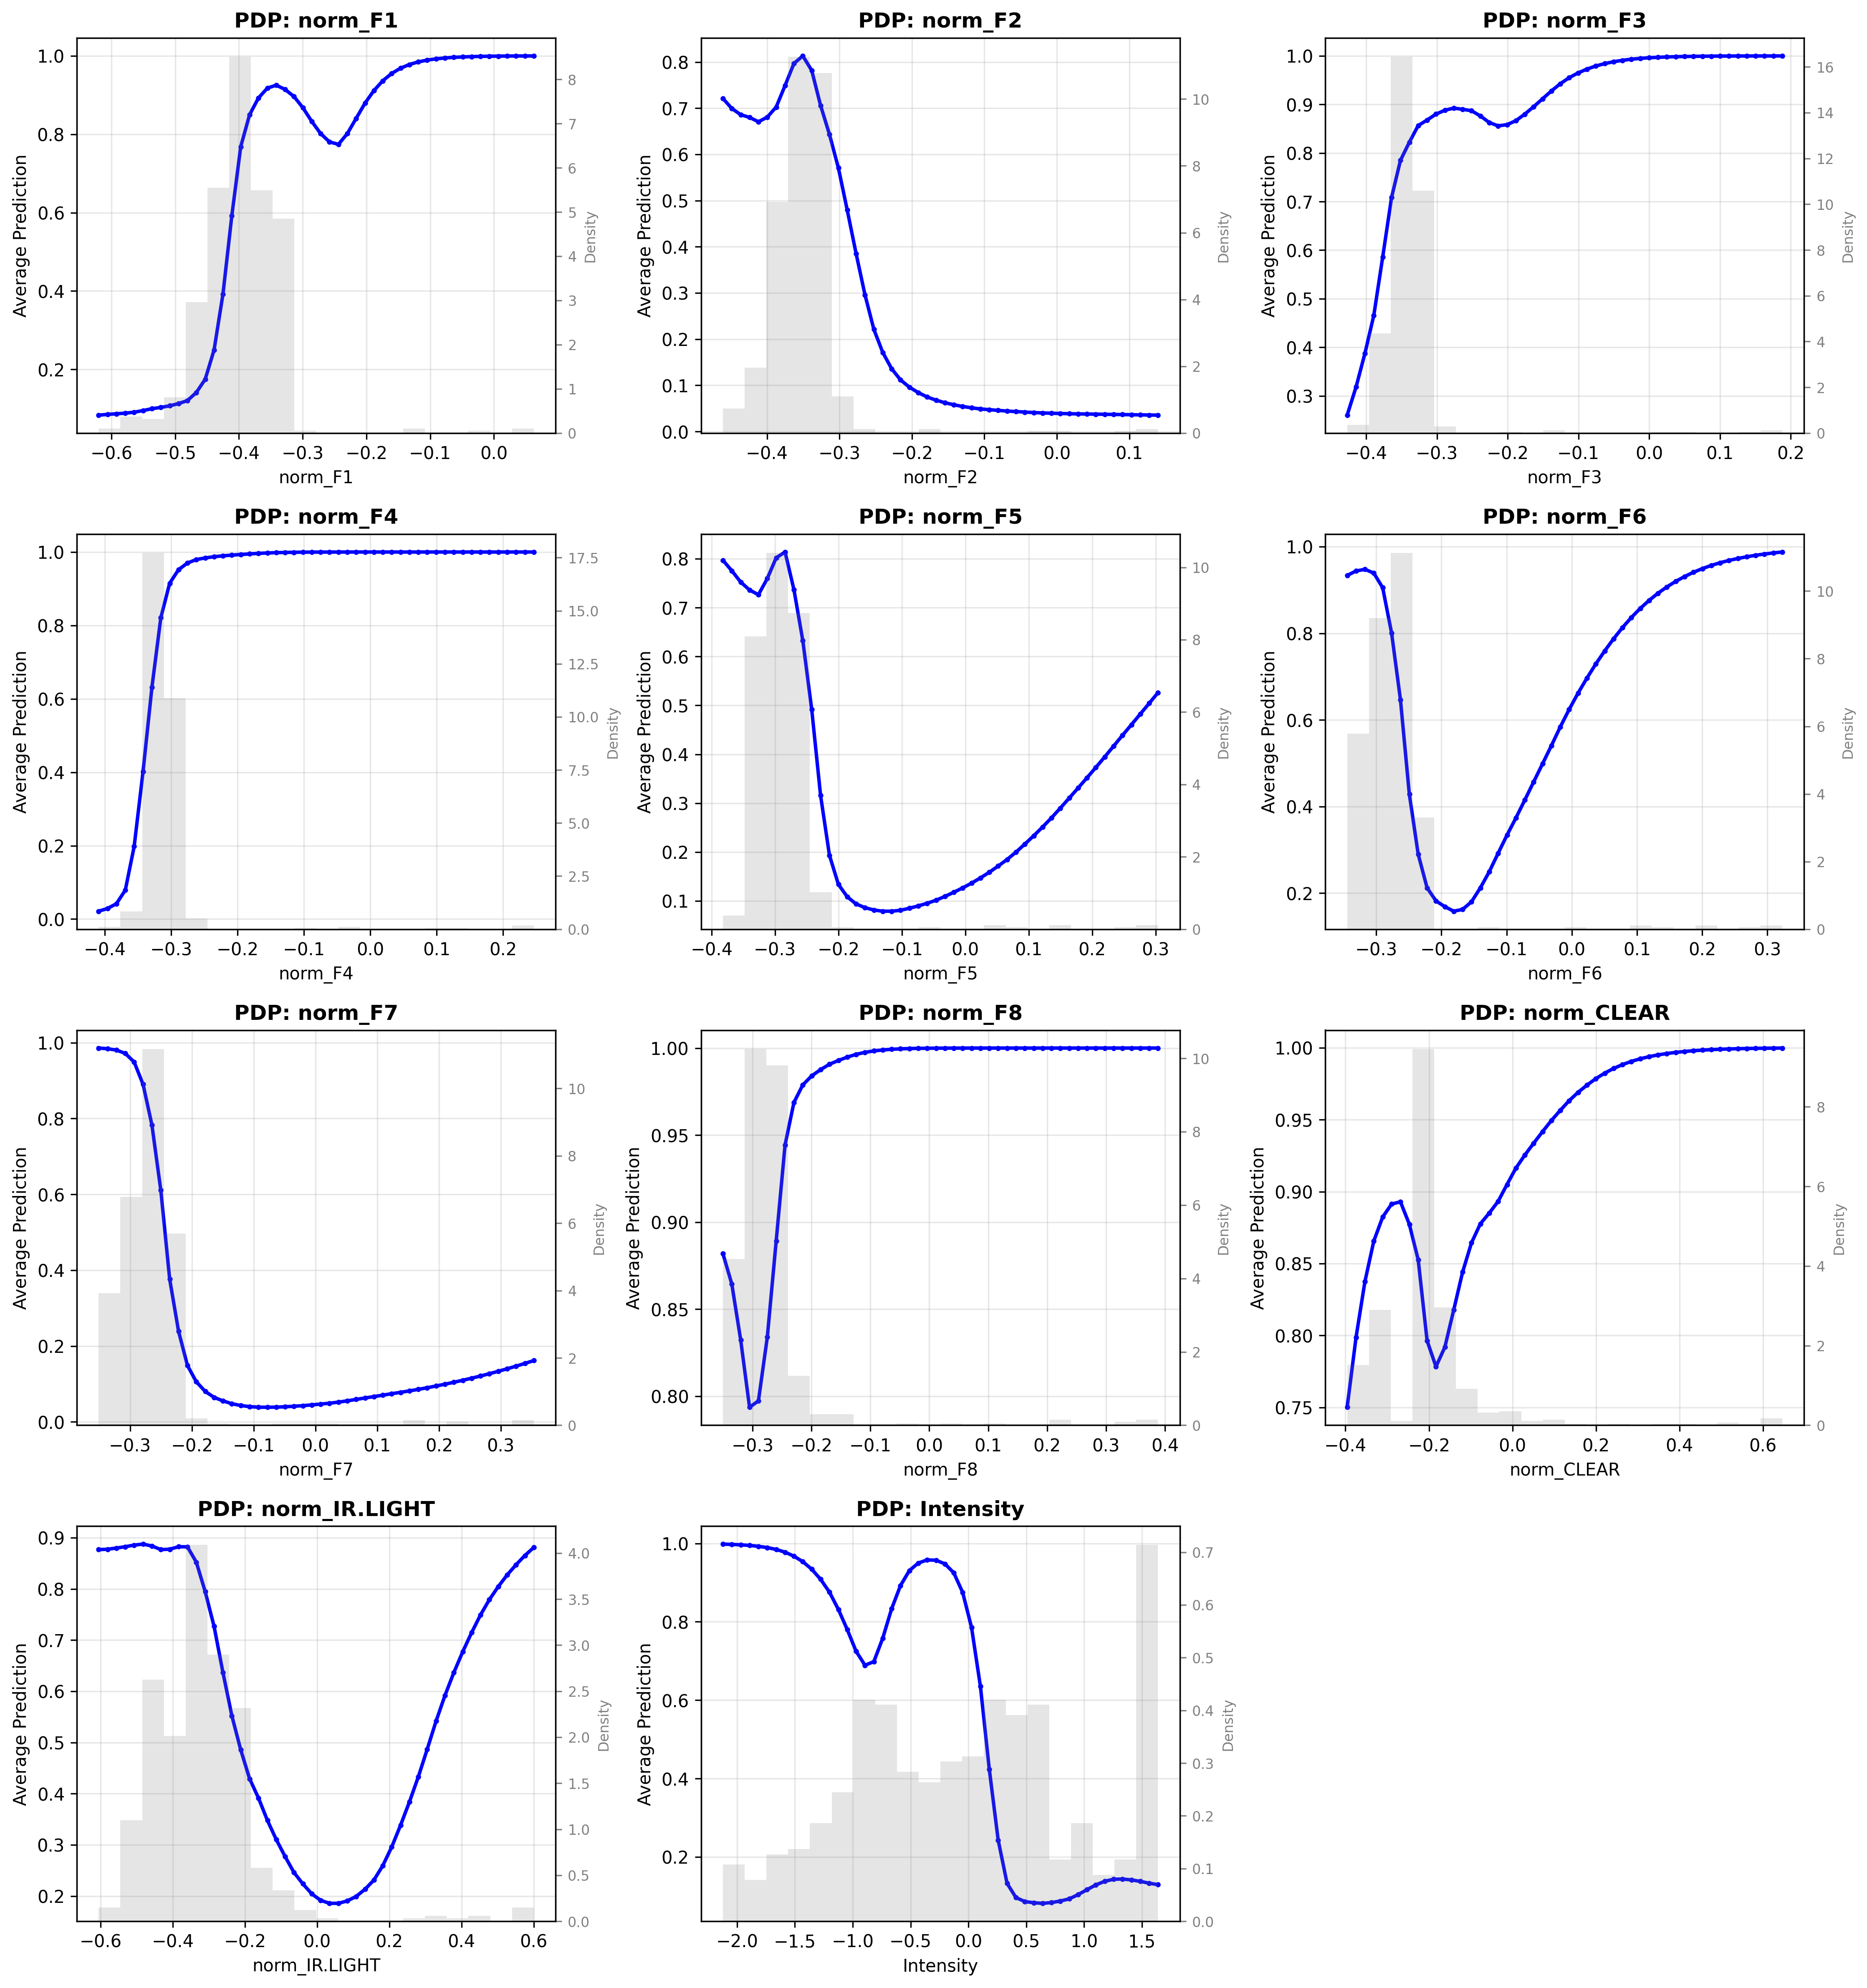 PDP: norm_F1
Average Prediction
1.0
0.8
0.6
0.4
0.2
8
7
6
5
4
3
2
1
0
Density
−0.6 −0.5 −0.4 −0.3 −0.2 −0.1 0.0
norm_F1
PDP: norm_F2
Average Prediction
0.8
0.7
0.6
0.5
0.4
0.3
0.2
0.1
0.0
10
8
6
4
2
0
Density
−0.4 −0.3 −0.2 −0.1 0.0 0.1
norm_F2
PDP: norm_F3
Average Prediction
1.0
0.9
0.8
0.7
0.6
0.5
0.4
0.3
16
14
12
10
8
6
4
2
0
Density
−0.4 −0.3 −0.2 −0.1 0.0 0.1 0.2
norm_F3
PDP: norm_F4
Average Prediction
1.0
0.8
0.6
0.4
0.2
0.0
17.5
15.0
12.5
10.0
7.5
5.0
2.5
0.0
Density
−0.4 −0.3 −0.2 −0.1 0.0 0.1 0.2
norm_F4
PDP: norm_F5
Average Prediction
0.8
0.7
0.6
0.5
0.4
0.3
0.2
0.1
10
8
6
4
2
0
Density
−0.4 −0.3 −0.2 −0.1 0.0 0.1 0.2 0.3
norm_F5
PDP: norm_F6
Average Prediction
1.0
0.8
0.6
0.4
0.2
10
8
6
4
2
0
Density
−0.3 −0.2 −0.1 0.0 0.1 0.2 0.3
norm_F6
PDP: norm_F7
Average Prediction
1.0
0.8
0.6
0.4
0.2
0.0
10
8
6
4
2
0
Density
−0.3 −0.2 −0.1 0.0 0.1 0.2 0.3
norm_F7
PDP: norm_F8
Average Prediction
1.00
0.95
0.90
0.85
0.80
10
8
6
4
2
0
Density
−0.3 −0.2 −0.1 0.0 0.1 0.2 0.3 0.4
norm_F8
PDP: norm_CLEAR
Average Prediction
1.00
0.95
0.90
0.85
0.80
0.75
8
6
4
2
0
Density
−0.4 −0.2 0.0 0.2 0.4 0.6
norm_CLEAR
PDP: norm_IR.LIGHT
Average Prediction
0.9
0.8
0.7
0.6
0.5
0.4
0.3
0.2
4.0
3.5
3.0
2.5
2.0
1.5
1.0
0.5
0.0
Density
−0.6 −0.4 −0.2 0.0 0.2 0.4 0.6
norm_IR.LIGHT
PDP: Intensity
Average Prediction
1.0
0.8
0.6
0.4
0.2
0.7
0.6
0.5
0.4
0.3
0.2
0.1
0.0
Density
−2.0 −1.5 −1.0 −0.5 0.0 0.5 1.0 1.5
Intensity